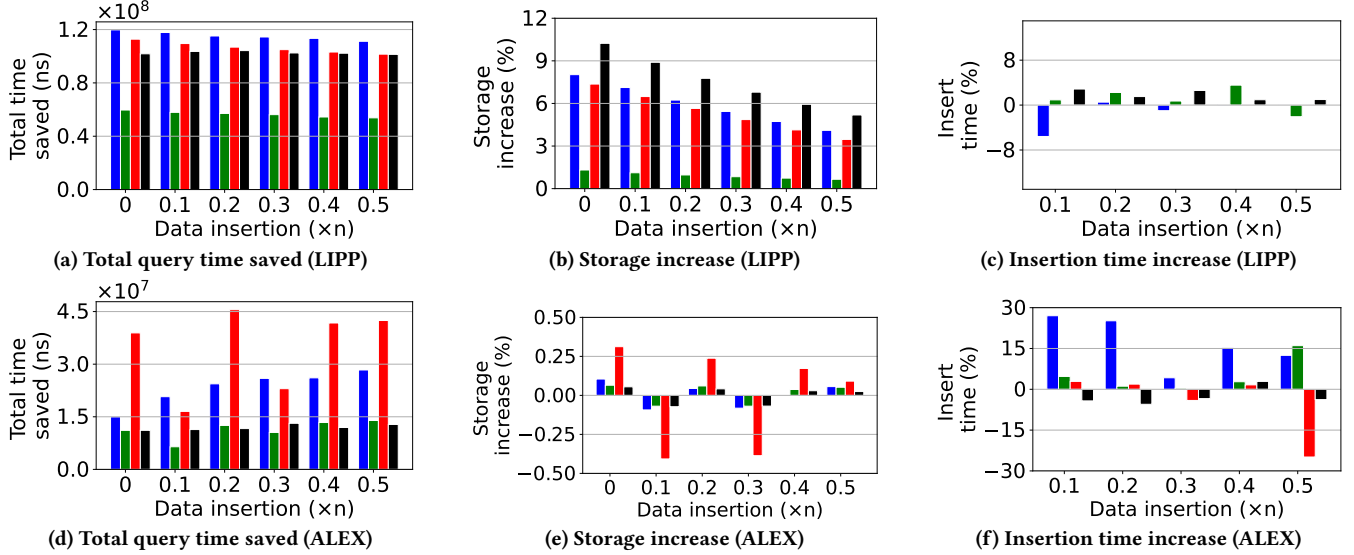 ×10⁸
1.2
0.8
0.4
0.0
Total time
saved (ns)
0 0.1 0.2 0.3 0.4 0.5
Data insertion (×n)
(a) Total query time saved (LIPP)
12
9
6
3
0
Storage
increase (%)
0 0.1 0.2 0.3 0.4 0.5
Data insertion (×n)
(b) Storage increase (LIPP)
8
0
−8
Insert
time (%)
0.1 0.2 0.3 0.4 0.5
Data insertion (×n)
(c) Insertion time increase (LIPP)
×10⁷
4.5
3.0
1.5
0.0
Total time
saved (ns)
0 0.1 0.2 0.3 0.4 0.5
Data insertion (×n)
(d) Total query time saved (ALEX)
0.50
0.25
0.00
−0.25
−0.50
Storage
increase (%)
0 0.1 0.2 0.3 0.4 0.5
Data insertion (×n)
(e) Storage increase (ALEX)
30
15
0
−15
−30
Insert
time (%)
0.1 0.2 0.3 0.4 0.5
Data insertion (×n)
(f) Insertion time increase (ALEX)